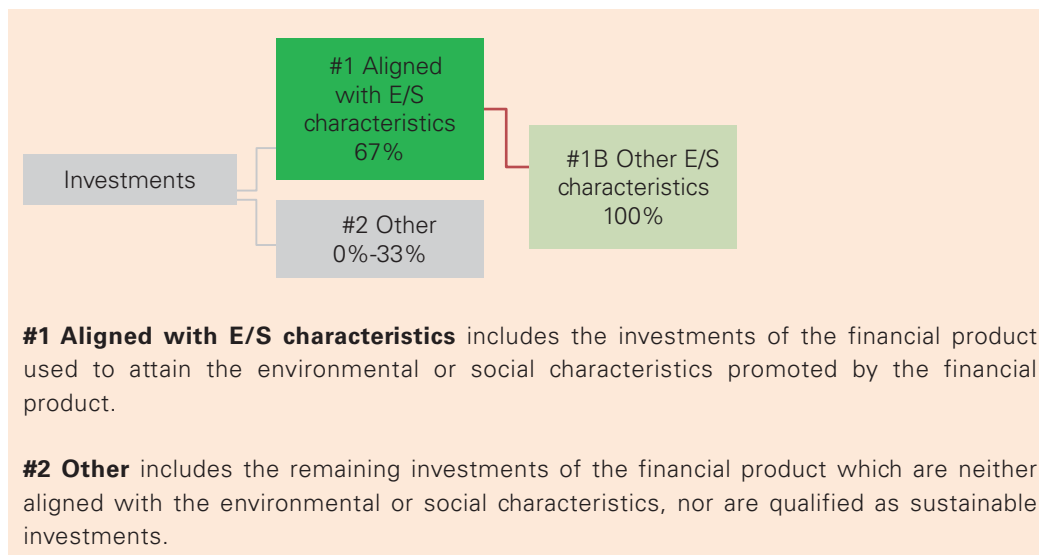 #1 Aligned
with E/S
characteristics
67%
Investments
#2 Other
0%-33%
#1B Other E/S
characteristics
100%
#1 Aligned with E/S characteristics includes the investments of the financial product
used to attain the environmental or social characteristics promoted by the financial
product.
#2 Other includes the remaining investments of the financial product which are neither
aligned with the environmental or social characteristics, nor are qualified as sustainable
investments.